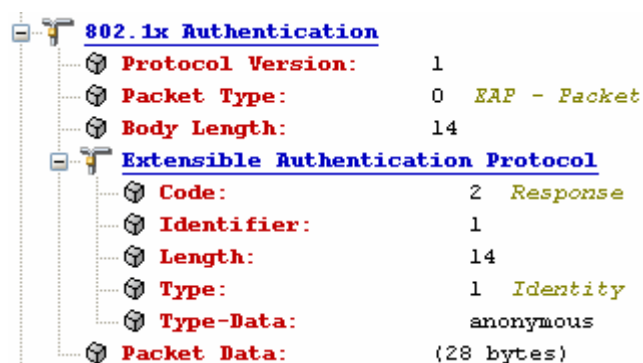 802.1x Authentication
Protocol Version: 1
Packet Type: 0 EAP - Packet
Body Length: 14
Extensible Authentication Protocol
Code: 2 Response
Identifier: 1
Length: 14
Type: 1 Identity
Type-Data: anonymous
Packet Data: (28 bytes)